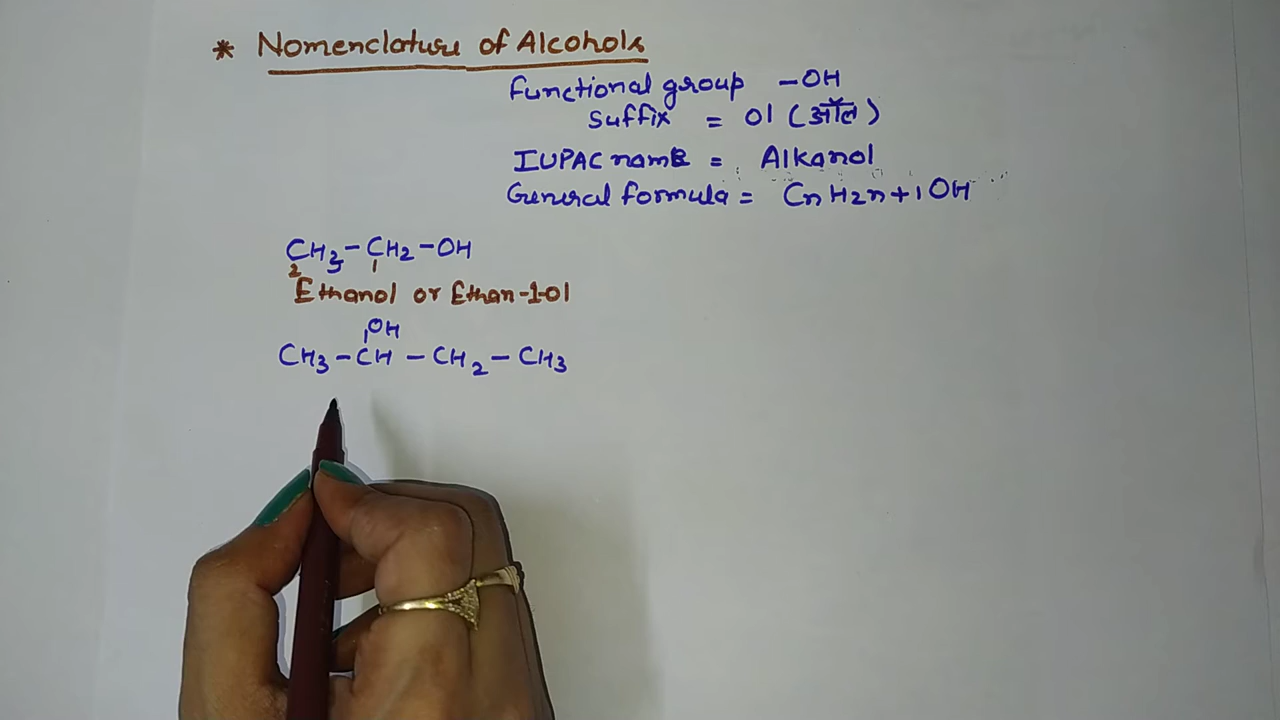 * Nomenclature of Alcohols
Functional group -OH
Suffix = ol (ऑल)
IUPAC name = Alkanol
General formula = CnH2n+1OH
CH3-CH2-OH
2 1
Ethanol or Ethan-1-ol
OH
CH3-CH-CH2-CH3